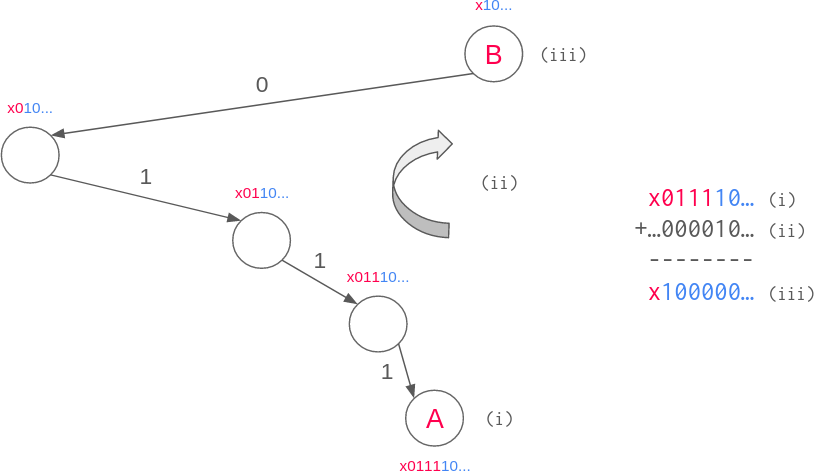 x10...
B (iii)
0
x010...
1
x0110...
(ii)
x011110… (i)
+…000010… (ii)
--------
x100000… (iii)
1
x01110...
1
A (i)
x011110...